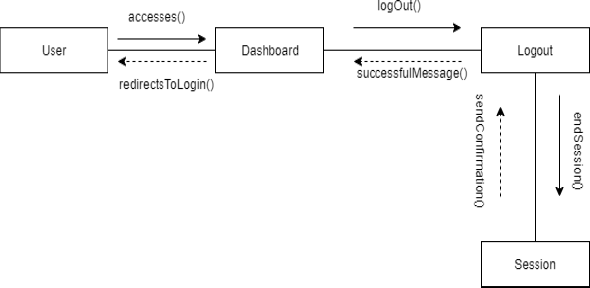 accesses()
logOut()
User
Dashboard
Logout
redirectsToLogin()
successfulMessage()
sendConfirmation()
endSession()
Session